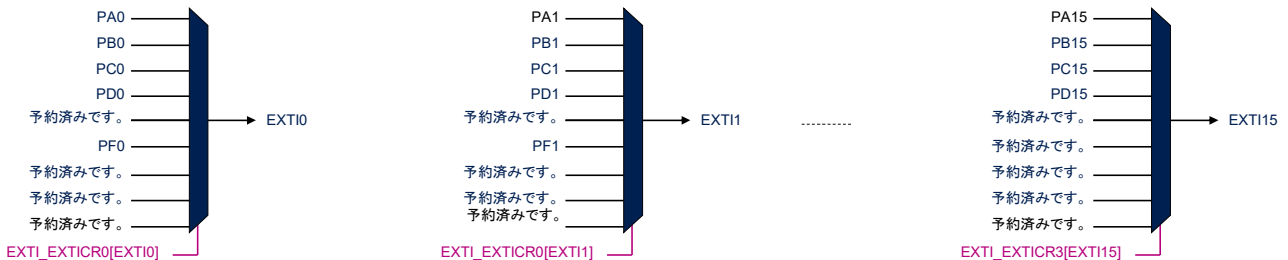 PA0
PB0
PC0
PD0
予約済みです。
PF0
予約済みです。
予約済みです。
予約済みです。
EXTI_EXTICR0[EXTI0]
EXTI0
PA1
PB1
PC1
PD1
予約済みです。
PF1
予約済みです。
予約済みです。
予約済みです。
EXTI_EXTICR0[EXTI1]
EXTI1
PA15
PB15
PC15
PD15
予約済みです。
予約済みです。
予約済みです。
予約済みです。
予約済みです。
EXTI_EXTICR3[EXTI15]
EXTI15